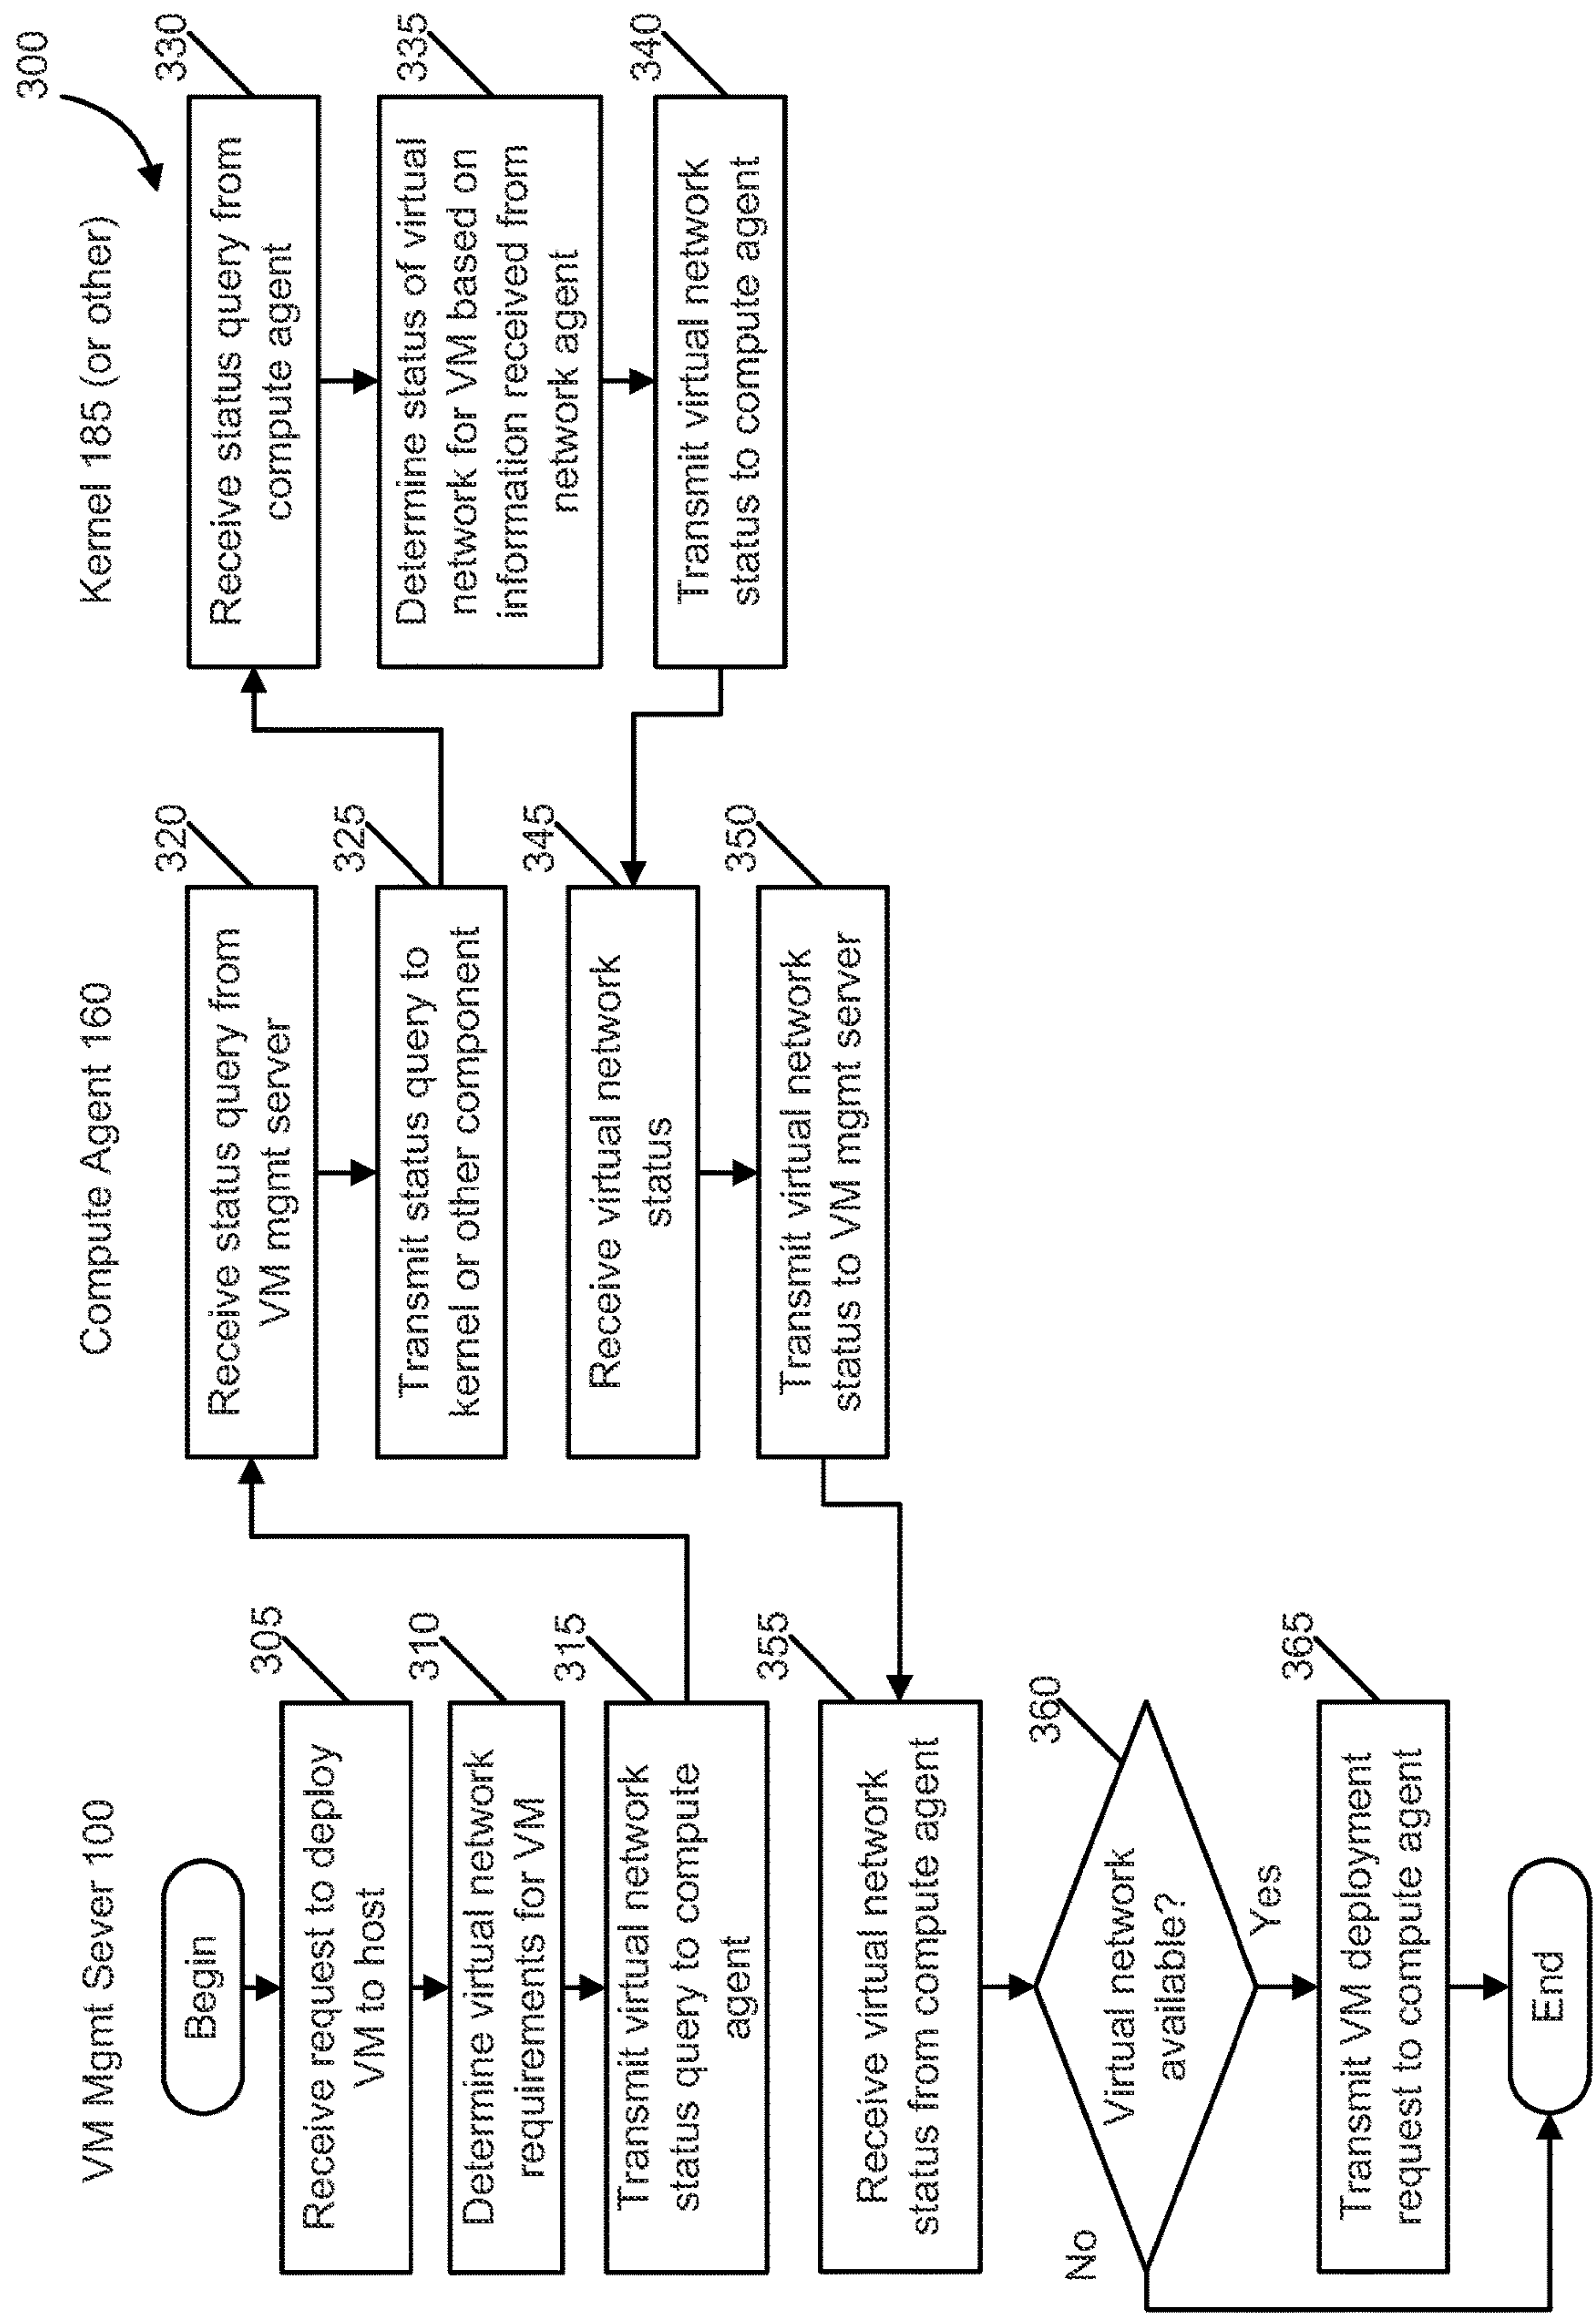 300
VM Mgmt Sever 100
Begin
305
Receive request to deploy
VM to host
310
Determine virtual network
requirements for VM
315
Transmit virtual network
status query to compute
agent
355
Receive virtual network
status from compute agent
360
Virtual network
available?
No
Yes
365
Transmit VM deployment
request to compute agent
End
Compute Agent 160
320
Receive status query from
VM mgmt server
325
Transmit status query to
kernel or other component
345
Receive virtual network
status
350
Transmit virtual network
status to VM mgmt server
Kernel 185 (or other)
330
Receive status query from
compute agent
335
Determine status of virtual
network for VM based on
information received from
network agent
340
Transmit virtual network
status to compute agent